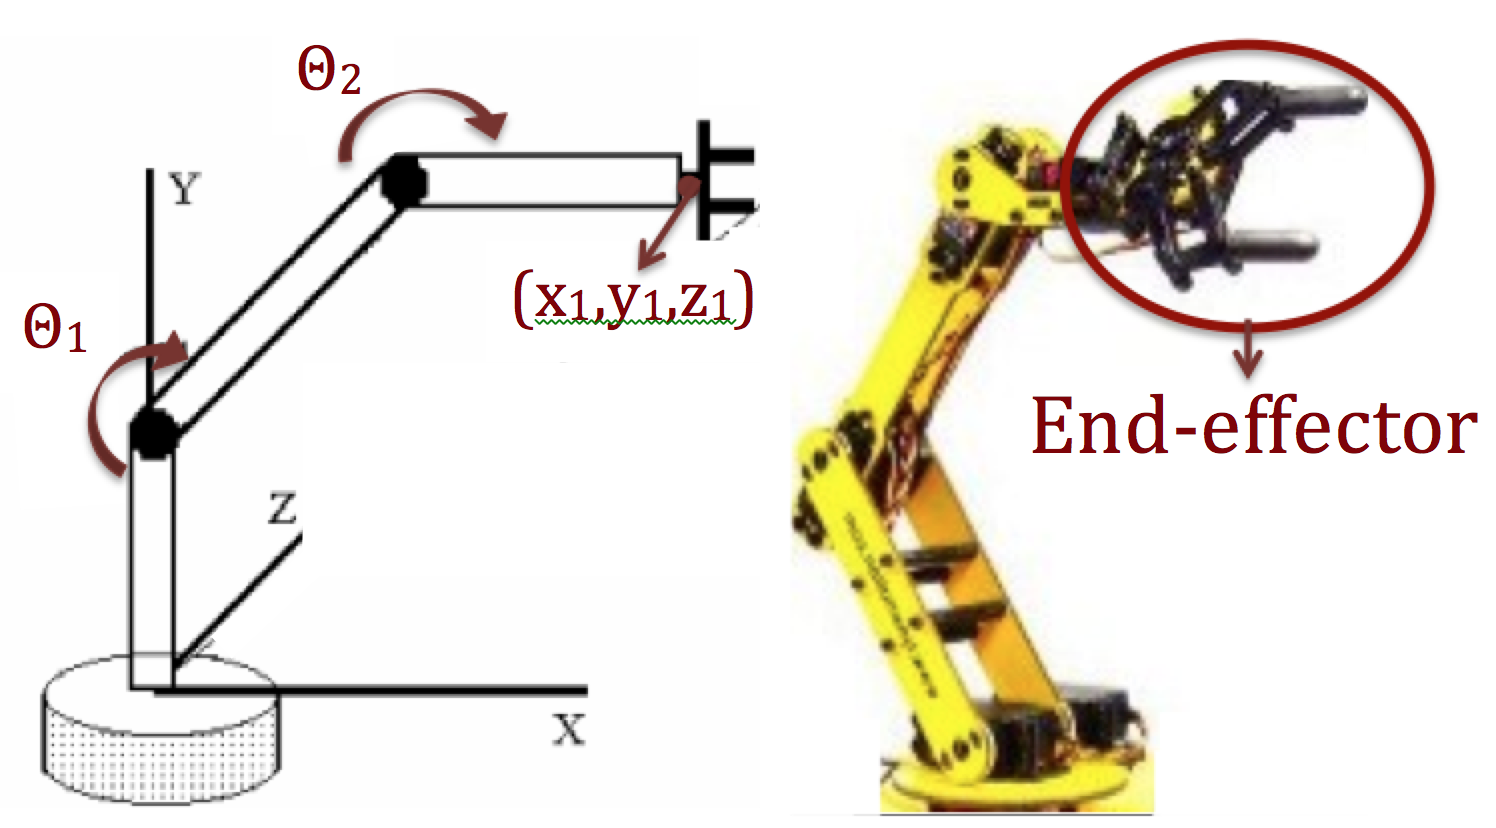 Θ2
Y
Θ1
(x1,y1,z1)
Z
X
End-effector